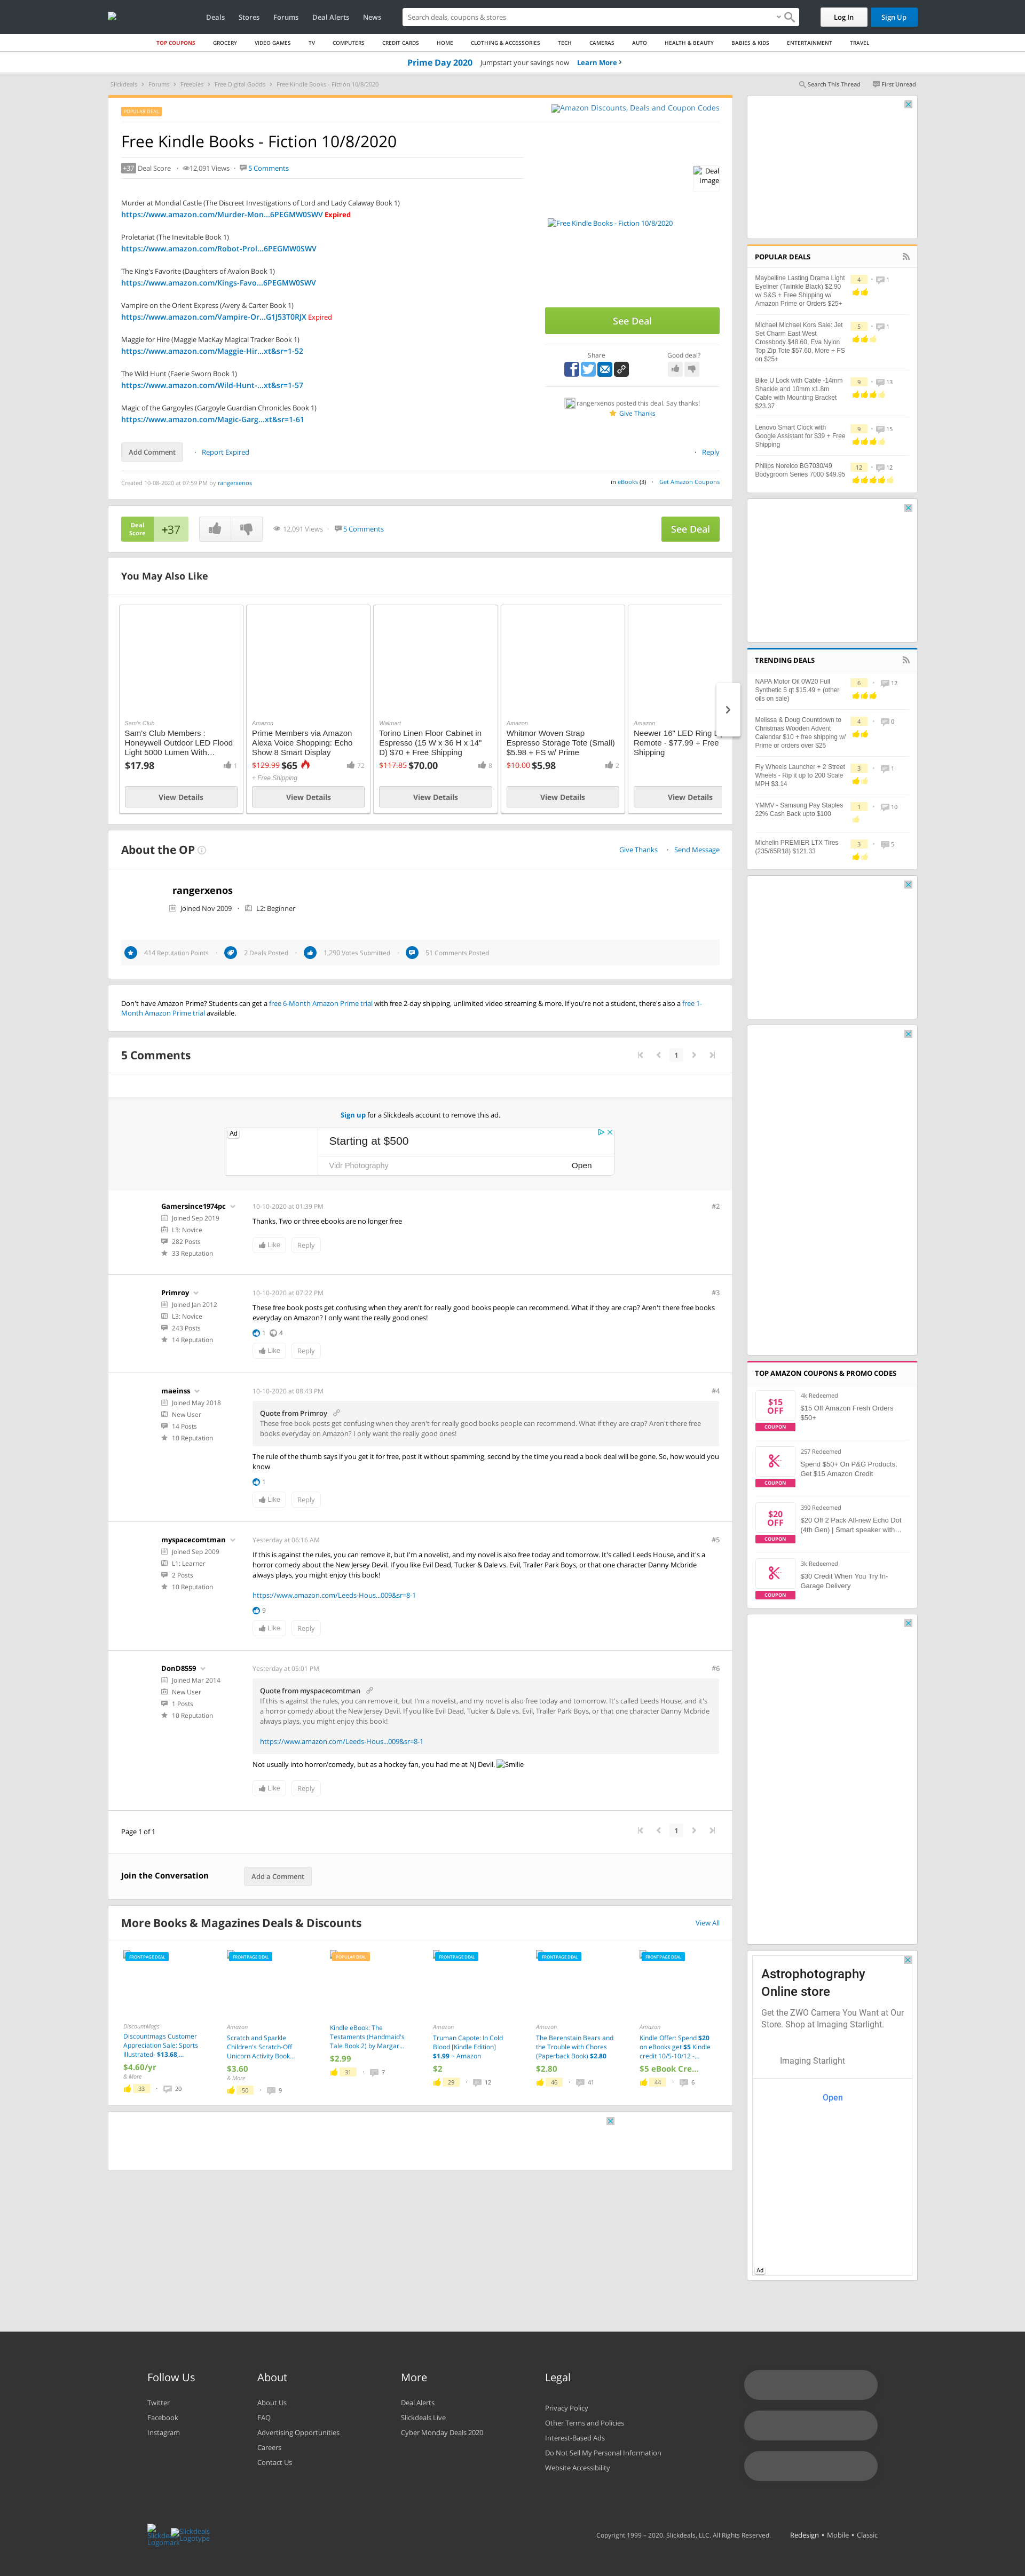 Deals Stores Forums Deal Alerts News
Search deals, coupons & stores
Log In
Sign Up
TOP COUPONS GROCERY VIDEO GAMES TV COMPUTERS CREDIT CARDS HOME CLOTHING & ACCESSORIES TECH CAMERAS AUTO HEALTH & BEAUTY BABIES & KIDS ENTERTAINMENT TRAVEL
Prime Day 2020 Jumpstart your savings now Learn More ›
Slickdeals › Forums › Freebies › Free Digital Goods › Free Kindle Books - Fiction 10/8/2020
Search This Thread First Unread
POPULAR DEAL
Amazon Discounts, Deals and Coupon Codes
Free Kindle Books - Fiction 10/8/2020
+37 Deal Score · 12,091 Views · 5 Comments
Deal Image
Free Kindle Books - Fiction 10/8/2020
Murder at Mondial Castle (The Discreet Investigations of Lord and Lady Calaway Book 1)
https://www.amazon.com/Murder-Mon...6PEGMW0SWV Expired
Proletariat (The Inevitable Book 1)
https://www.amazon.com/Robot-Prol...6PEGMW0SWV
The King's Favorite (Daughters of Avalon Book 1)
https://www.amazon.com/Kings-Favo...6PEGMW0SWV
Vampire on the Orient Express (Avery & Carter Book 1)
https://www.amazon.com/Vampire-Or...G1J53T0RJX Expired
Maggie for Hire (Maggie MacKay Magical Tracker Book 1)
https://www.amazon.com/Maggie-Hir...xt&sr=1-52
The Wild Hunt (Faerie Sworn Book 1)
https://www.amazon.com/Wild-Hunt-...xt&sr=1-57
Magic of the Gargoyles (Gargoyle Guardian Chronicles Book 1)
https://www.amazon.com/Magic-Garg...xt&sr=1-61
See Deal
Share Good deal?
rangerxenos posted this deal. Say thanks!
Give Thanks
Add Comment · Report Expired · Reply
Created 10-08-2020 at 07:59 PM by rangerxenos
in eBooks (3) · Get Amazon Coupons
Deal Score +37
12,091 Views · 5 Comments
See Deal
You May Also Like
Sam's Club
Sam's Club Members : Honeywell Outdoor LED Flood Light 5000 Lumen With...
$17.98 1
View Details
Amazon
Prime Members via Amazon Alexa Voice Shopping: Echo Show 8 Smart Display
$129.99 $65 72
+ Free Shipping
View Details
Walmart
Torino Linen Floor Cabinet in Espresso (15 W x 36 H x 14" D) $70 + Free Shipping
$117.85 $70.00 8
View Details
Amazon
Whitmor Woven Strap Espresso Storage Tote (Small) $5.98 + FS w/ Prime
$10.00 $5.98 2
View Details
Amazon
Neewer 16" LED Ring
Remote - $77.99 + Free
Shipping
View Details
About the OP
Give Thanks · Send Message
rangerxenos
Joined Nov 2009 · L2: Beginner
414 Reputation Points · 2 Deals Posted · 1,290 Votes Submitted · 51 Comments Posted
Don't have Amazon Prime? Students can get a free 6-Month Amazon Prime trial with free 2-day shipping, unlimited video streaming & more. If you're not a student, there's also a free 1-Month Amazon Prime trial available.
5 Comments
1
Sign up for a Slickdeals account to remove this ad.
Ad
Starting at $500
Vidr Photography
Open
Gamersince1974pc
Joined Sep 2019
L3: Novice
282 Posts
33 Reputation
10-10-2020 at 01:39 PM #2
Thanks. Two or three ebooks are no longer free
Like Reply
Primroy
Joined Jan 2012
L3: Novice
243 Posts
14 Reputation
10-10-2020 at 07:22 PM #3
These free book posts get confusing when they aren't for really good books people can recommend. What if they are crap? Aren't there free books everyday on Amazon? I only want the really good ones!
1 4
Like Reply
maeinss
Joined May 2018
New User
14 Posts
10 Reputation
10-10-2020 at 08:43 PM #4
Quote from Primroy
These free book posts get confusing when they aren't for really good books people can recommend. What if they are crap? Aren't there free books everyday on Amazon? I only want the really good ones!
The rule of the thumb says if you get it for free, post it without spamming, second by the time you read a book deal will be gone. So, how would you know
1
Like Reply
myspacecomtman
Joined Sep 2009
L1: Learner
2 Posts
10 Reputation
Yesterday at 06:16 AM #5
If this is against the rules, you can remove it, but I'm a novelist, and my novel is also free today and tomorrow. It's called Leeds House, and it's a horror comedy about the New Jersey Devil. If you like Evil Dead, Tucker & Dale vs. Evil, Trailer Park Boys, or that one character Danny Mcbride always plays, you might enjoy this book!
https://www.amazon.com/Leeds-Hous...009&sr=8-1
9
Like Reply
DonD8559
Joined Mar 2014
New User
1 Posts
10 Reputation
Yesterday at 05:01 PM #6
Quote from myspacecomtman
If this is against the rules, you can remove it, but I'm a novelist, and my novel is also free today and tomorrow. It's called Leeds House, and it's a horror comedy about the New Jersey Devil. If you like Evil Dead, Tucker & Dale vs. Evil, Trailer Park Boys, or that one character Danny Mcbride always plays, you might enjoy this book!
https://www.amazon.com/Leeds-Hous...009&sr=8-1
Not usually into horror/comedy, but as a hockey fan, you had me at NJ Devil. Smilie
Like Reply
Page 1 of 1
1
Join the Conversation Add a Comment
More Books & Magazines Deals & Discounts
View All
FRONTPAGE DEAL
DiscountMags
Discountmags Customer Appreciation Sale: Sports Illustrated- $13.68,...
$4.60/yr
& More
33 · 20
FRONTPAGE DEAL
Amazon
Scratch and Sparkle Children's Scratch-Off Unicorn Activity Book...
$3.60
& More
50 · 9
POPULAR DEAL
Kindle eBook: The Testaments (Handmaid's Tale Book 2) by Margar...
$2.99
31 · 7
FRONTPAGE DEAL
Amazon
Truman Capote: In Cold Blood [Kindle Edition] $1.99 ~ Amazon
$2
29 · 12
FRONTPAGE DEAL
Amazon
The Berenstain Bears and the Trouble with Chores (Paperback Book) $2.80
$2.80
46 · 41
FRONTPAGE DEAL
Amazon
Kindle Offer: Spend $20 on eBooks get $5 Kindle credit 10/5-10/12 -...
$5 eBook Cre...
44 · 6
POPULAR DEALS
Maybelline Lasting Drama Light Eyeliner (Twinkle Black) $2.90 w/ S&S + Free Shipping w/ Amazon Prime or Orders $25+
4 · 1
Michael Michael Kors Sale: Jet Set Charm East West Crossbody $48.60, Eva Nylon Top Zip Tote $57.60, More + FS on $25+
5 · 1
Bike U Lock with Cable -14mm Shackle and 10mm x1.8m Cable with Mounting Bracket $23.37
9 · 13
Lenovo Smart Clock with Google Assistant for $39 + Free Shipping
9 · 15
Philips Norelco BG7030/49 Bodygroom Series 7000 $49.95
12 · 12
TRENDING DEALS
NAPA Motor Oil 0W20 Full Synthetic 5 qt $15.49 + (other oils on sale)
6 · 12
Melissa & Doug Countdown to Christmas Wooden Advent Calendar $10 + free shipping w/ Prime or orders over $25
4 · 0
Fly Wheels Launcher + 2 Street Wheels - Rip it up to 200 Scale MPH $3.14
3 · 1
YMMV - Samsung Pay Staples 22% Cash Back upto $100
1 · 10
Michelin PREMIER LTX Tires (235/65R18) $121.33
3 · 5
TOP AMAZON COUPONS & PROMO CODES
$15 OFF COUPON
4k Redeemed
$15 Off Amazon Fresh Orders $50+
COUPON
257 Redeemed
Spend $50+ On P&G Products, Get $15 Amazon Credit
$20 OFF COUPON
390 Redeemed
$20 Off 2 Pack All-new Echo Dot (4th Gen) | Smart speaker with...
COUPON
3k Redeemed
$30 Credit When You Try In-Garage Delivery
Astrophotography Online store
Get the ZWO Camera You Want at Our Store. Shop at Imaging Starlight.
Imaging Starlight
Open
Ad
Follow Us
Twitter
Facebook
Instagram
About
About Us
FAQ
Advertising Opportunities
Careers
Contact Us
More
Deal Alerts
Slickdeals Live
Cyber Monday Deals 2020
Legal
Privacy Policy
Other Terms and Policies
Interest-Based Ads
Do Not Sell My Personal Information
Website Accessibility
Slickdeals Logomark
Slickdeals Logotype
Copyright 1999 – 2020. Slickdeals, LLC. All Rights Reserved. Redesign • Mobile • Classic